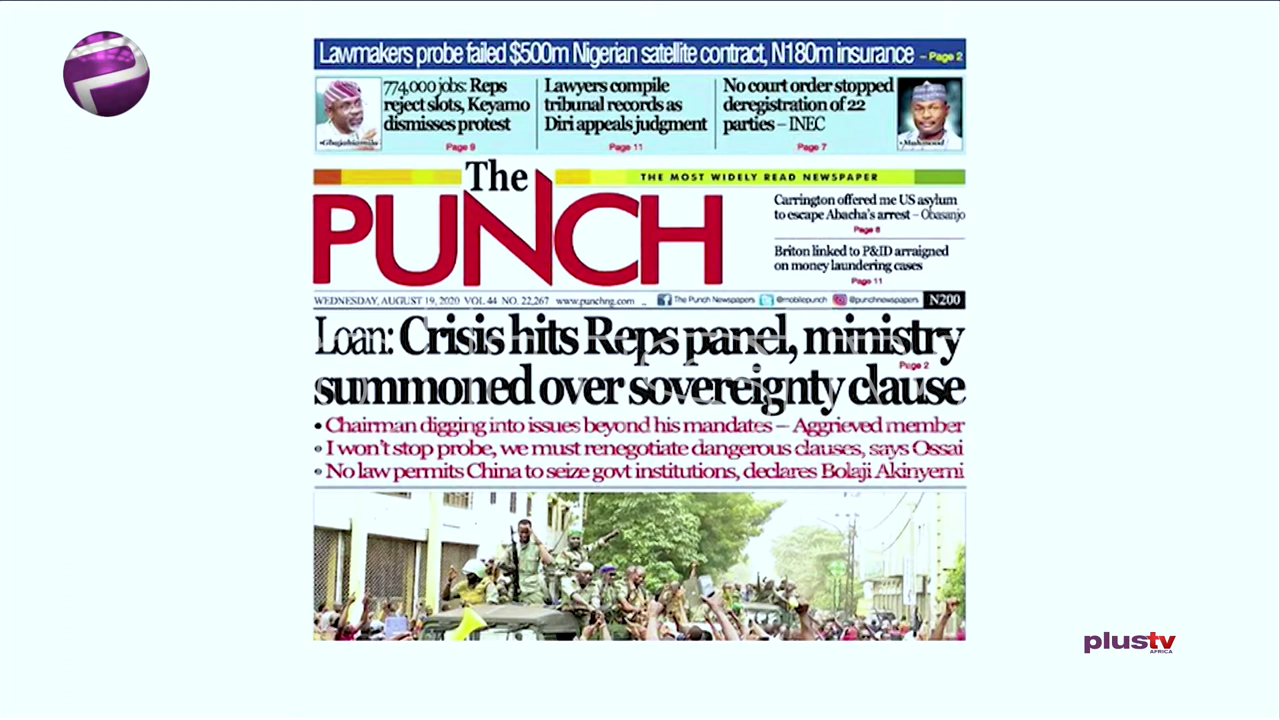 Lawmakers probe failed $500m Nigerian satellite contract, N180m insurance – Page 2
774,000 jobs: Reps
reject slots, Keyamo
dismisses protest
Page 9
•Gbajabiamila
Lawyers compile
tribunal records as
Diri appeals judgment
Page 11
No court order stopped
deregistration of 22
parties – INEC
Page 7
•Mahmood
The
PUNCH
THE MOST WIDELY READ NEWSPAPER
Carrington offered me US asylum
to escape Abacha's arrest – Obasanjo
Page 8
Briton linked to P&ID arraigned
on money laundering cases
Page 11
WEDNESDAY, AUGUST 19, 2020 VOL 44 NO. 22,267 www.punchng.com The Punch Newspapers @mobilepunch @punchnewspapers N200
Loan: Crisis hits Reps panel, ministry
summoned over sovereignty clause
Page 2
• Chairman digging into issues beyond his mandates – Aggrieved member
• I won't stop probe, we must renegotiate dangerous clauses, says Ossai
• No law permits China to seize govt institutions, declares Bolaji Akinyemi
plustv
AFRICA